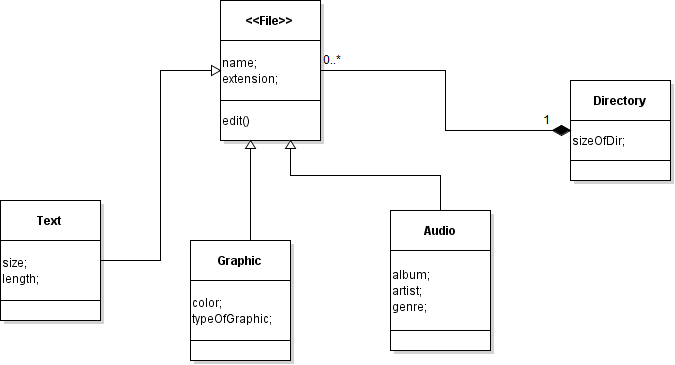 <<File>>
name;
extension;
edit()
0..*
1
Directory
sizeOfDir;
Text
size;
length;
Graphic
color;
typeOfGraphic;
Audio
album;
artist;
genre;